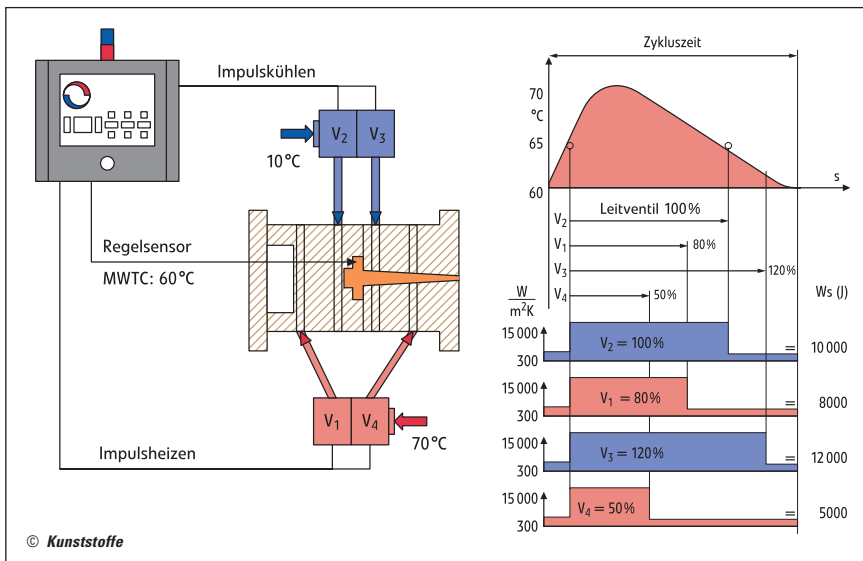 Impulskühlen
V2 V3
10 °C
Regelsensor
MWTC: 60 °C
V1 V4
70 °C
Impulsheizen
© Kunststoffe
Zykluszeit
70
°C
65
60
s
V2 Leitventil 100 %
V1 80 %
V3 120 %
V4 50 %
W
m²K
Ws (J)
15 000
300
V2 = 100 %
= 10 000
15 000
300
V1 = 80 %
= 8000
15 000
300
V3 = 120 %
= 12 000
15 000
300
V4 = 50 %
= 5000